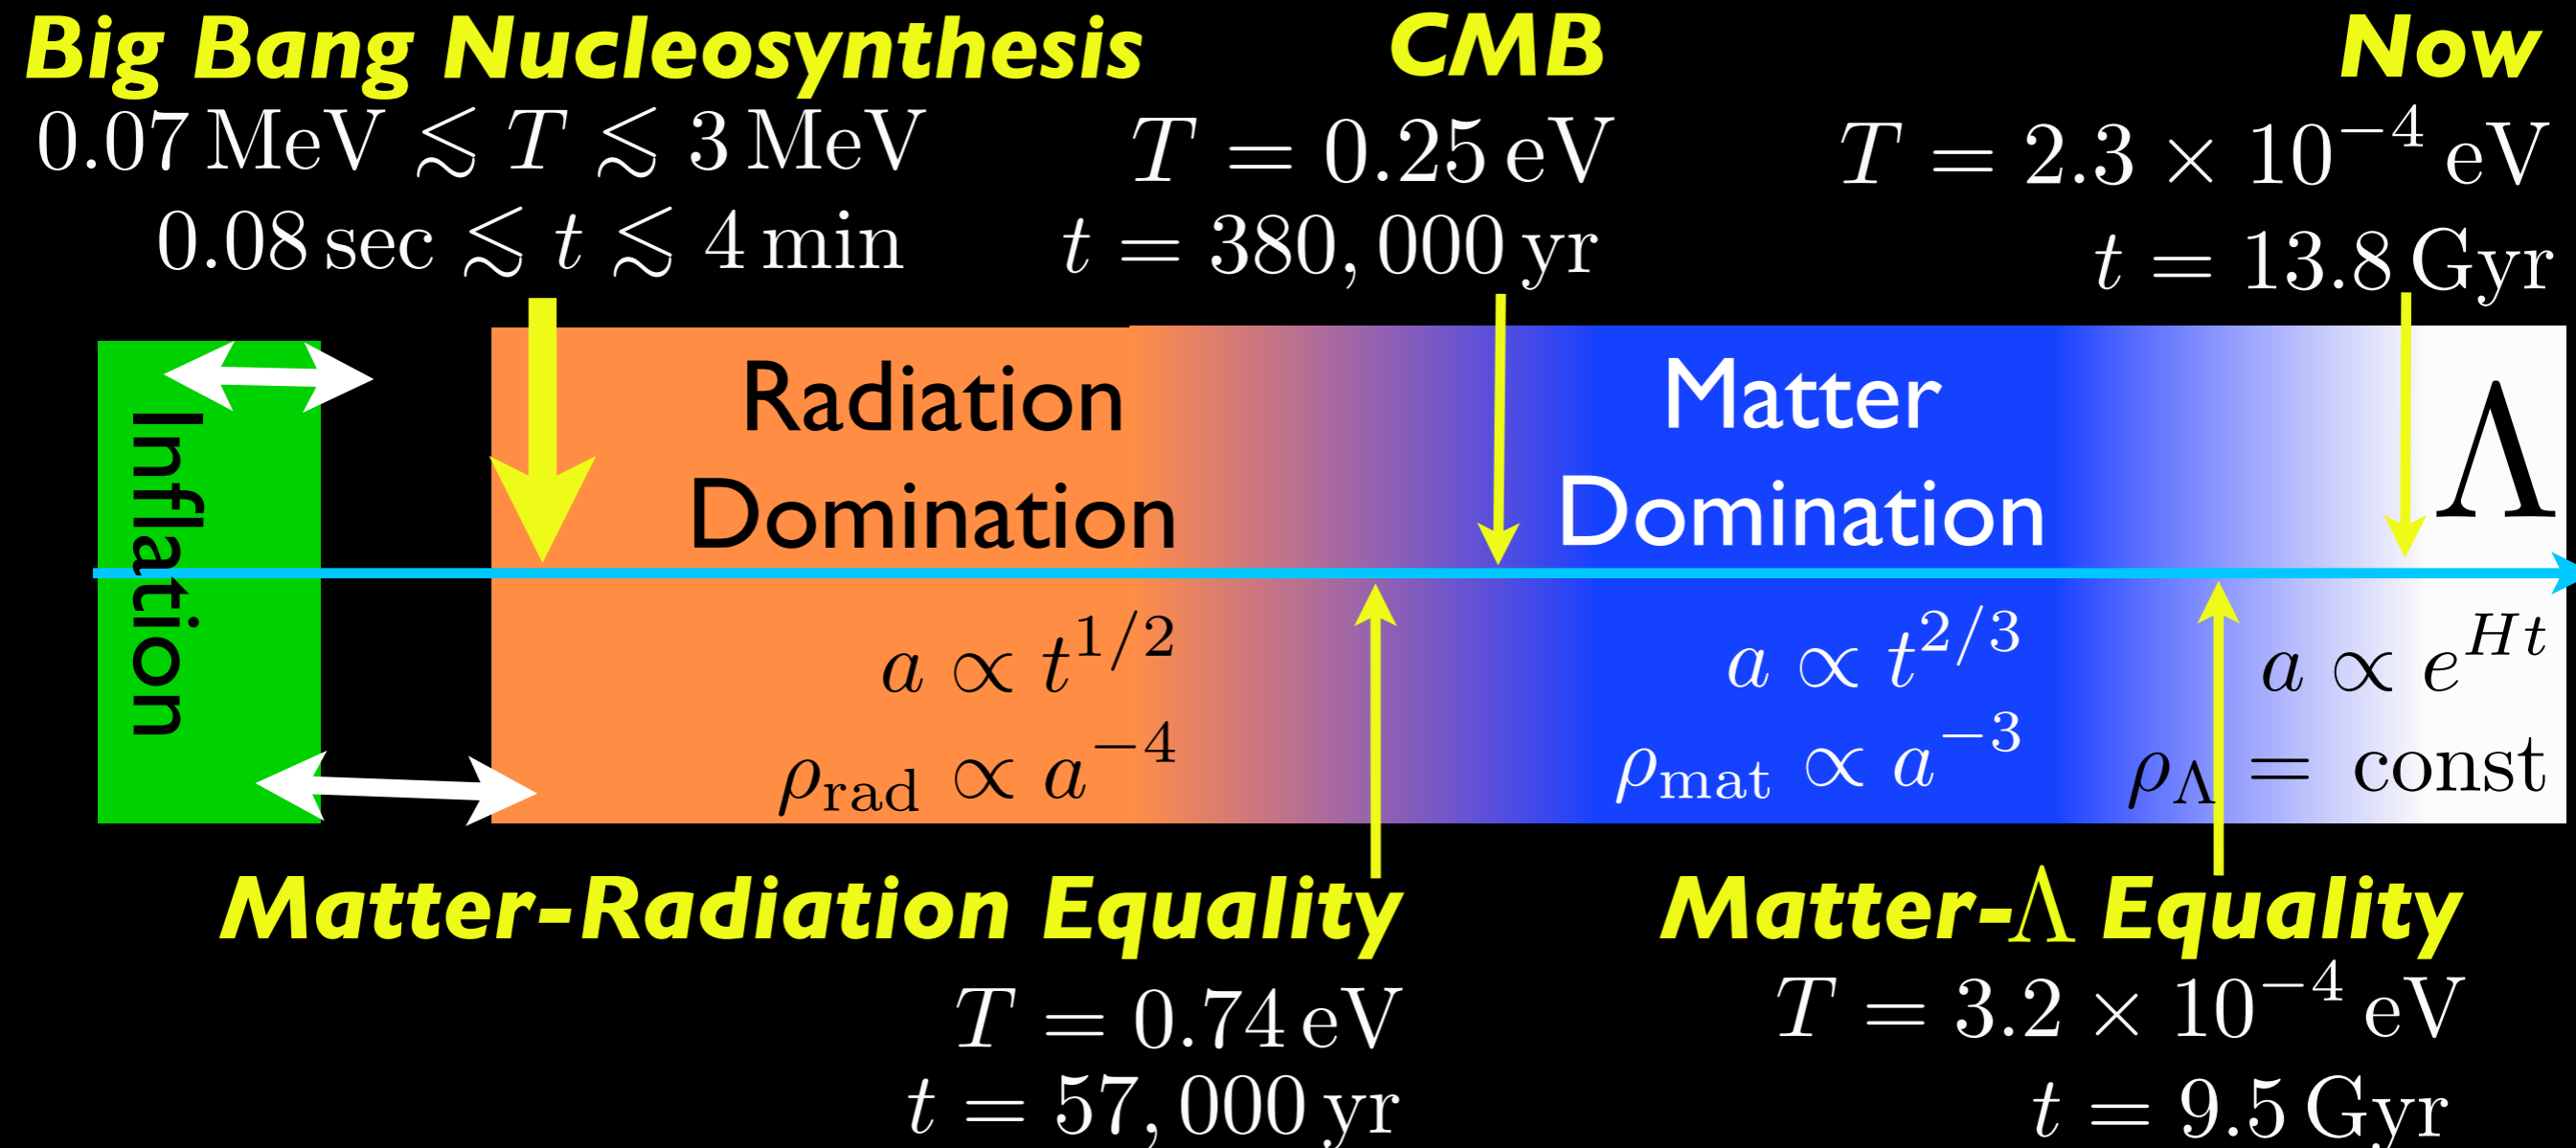 Big Bang Nucleosynthesis
0.07 MeV ≲ T ≲ 3 MeV
0.08 sec ≲ t ≲ 4 min
CMB
T = 0.25 eV
t = 380,000 yr
Now
T = 2.3 × 10⁻⁴ eV
t = 13.8 Gyr
Inflation
Radiation
Domination
a ∝ t^{1/2}
ρ_rad ∝ a⁻⁴
Matter
Domination
a ∝ t^{2/3}
ρ_mat ∝ a⁻³
Λ
a ∝ e^{Ht}
ρ_Λ = const
Matter-Radiation Equality
T = 0.74 eV
t = 57,000 yr
Matter-Λ Equality
T = 3.2 × 10⁻⁴ eV
t = 9.5 Gyr